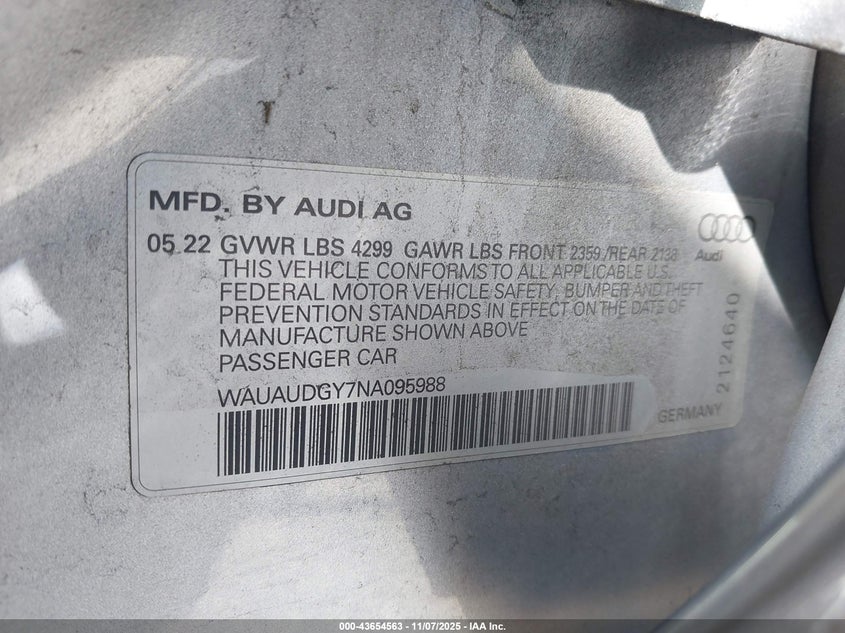 MFD. BY AUDI AG
05 22 GVWR LBS 4299 GAWR LBS FRONT 2359 /REAR 2138
Audi
THIS VEHICLE CONFORMS TO ALL APPLICABLE U.S.
FEDERAL MOTOR VEHICLE SAFETY, BUMPER AND THEFT
PREVENTION STANDARDS IN EFFECT ON THE DATE OF
MANUFACTURE SHOWN ABOVE
PASSENGER CAR
WAUAUDGY7NA095988
2124640
GERMANY
000-43654563 - 11/07/2025 - IAA Inc.